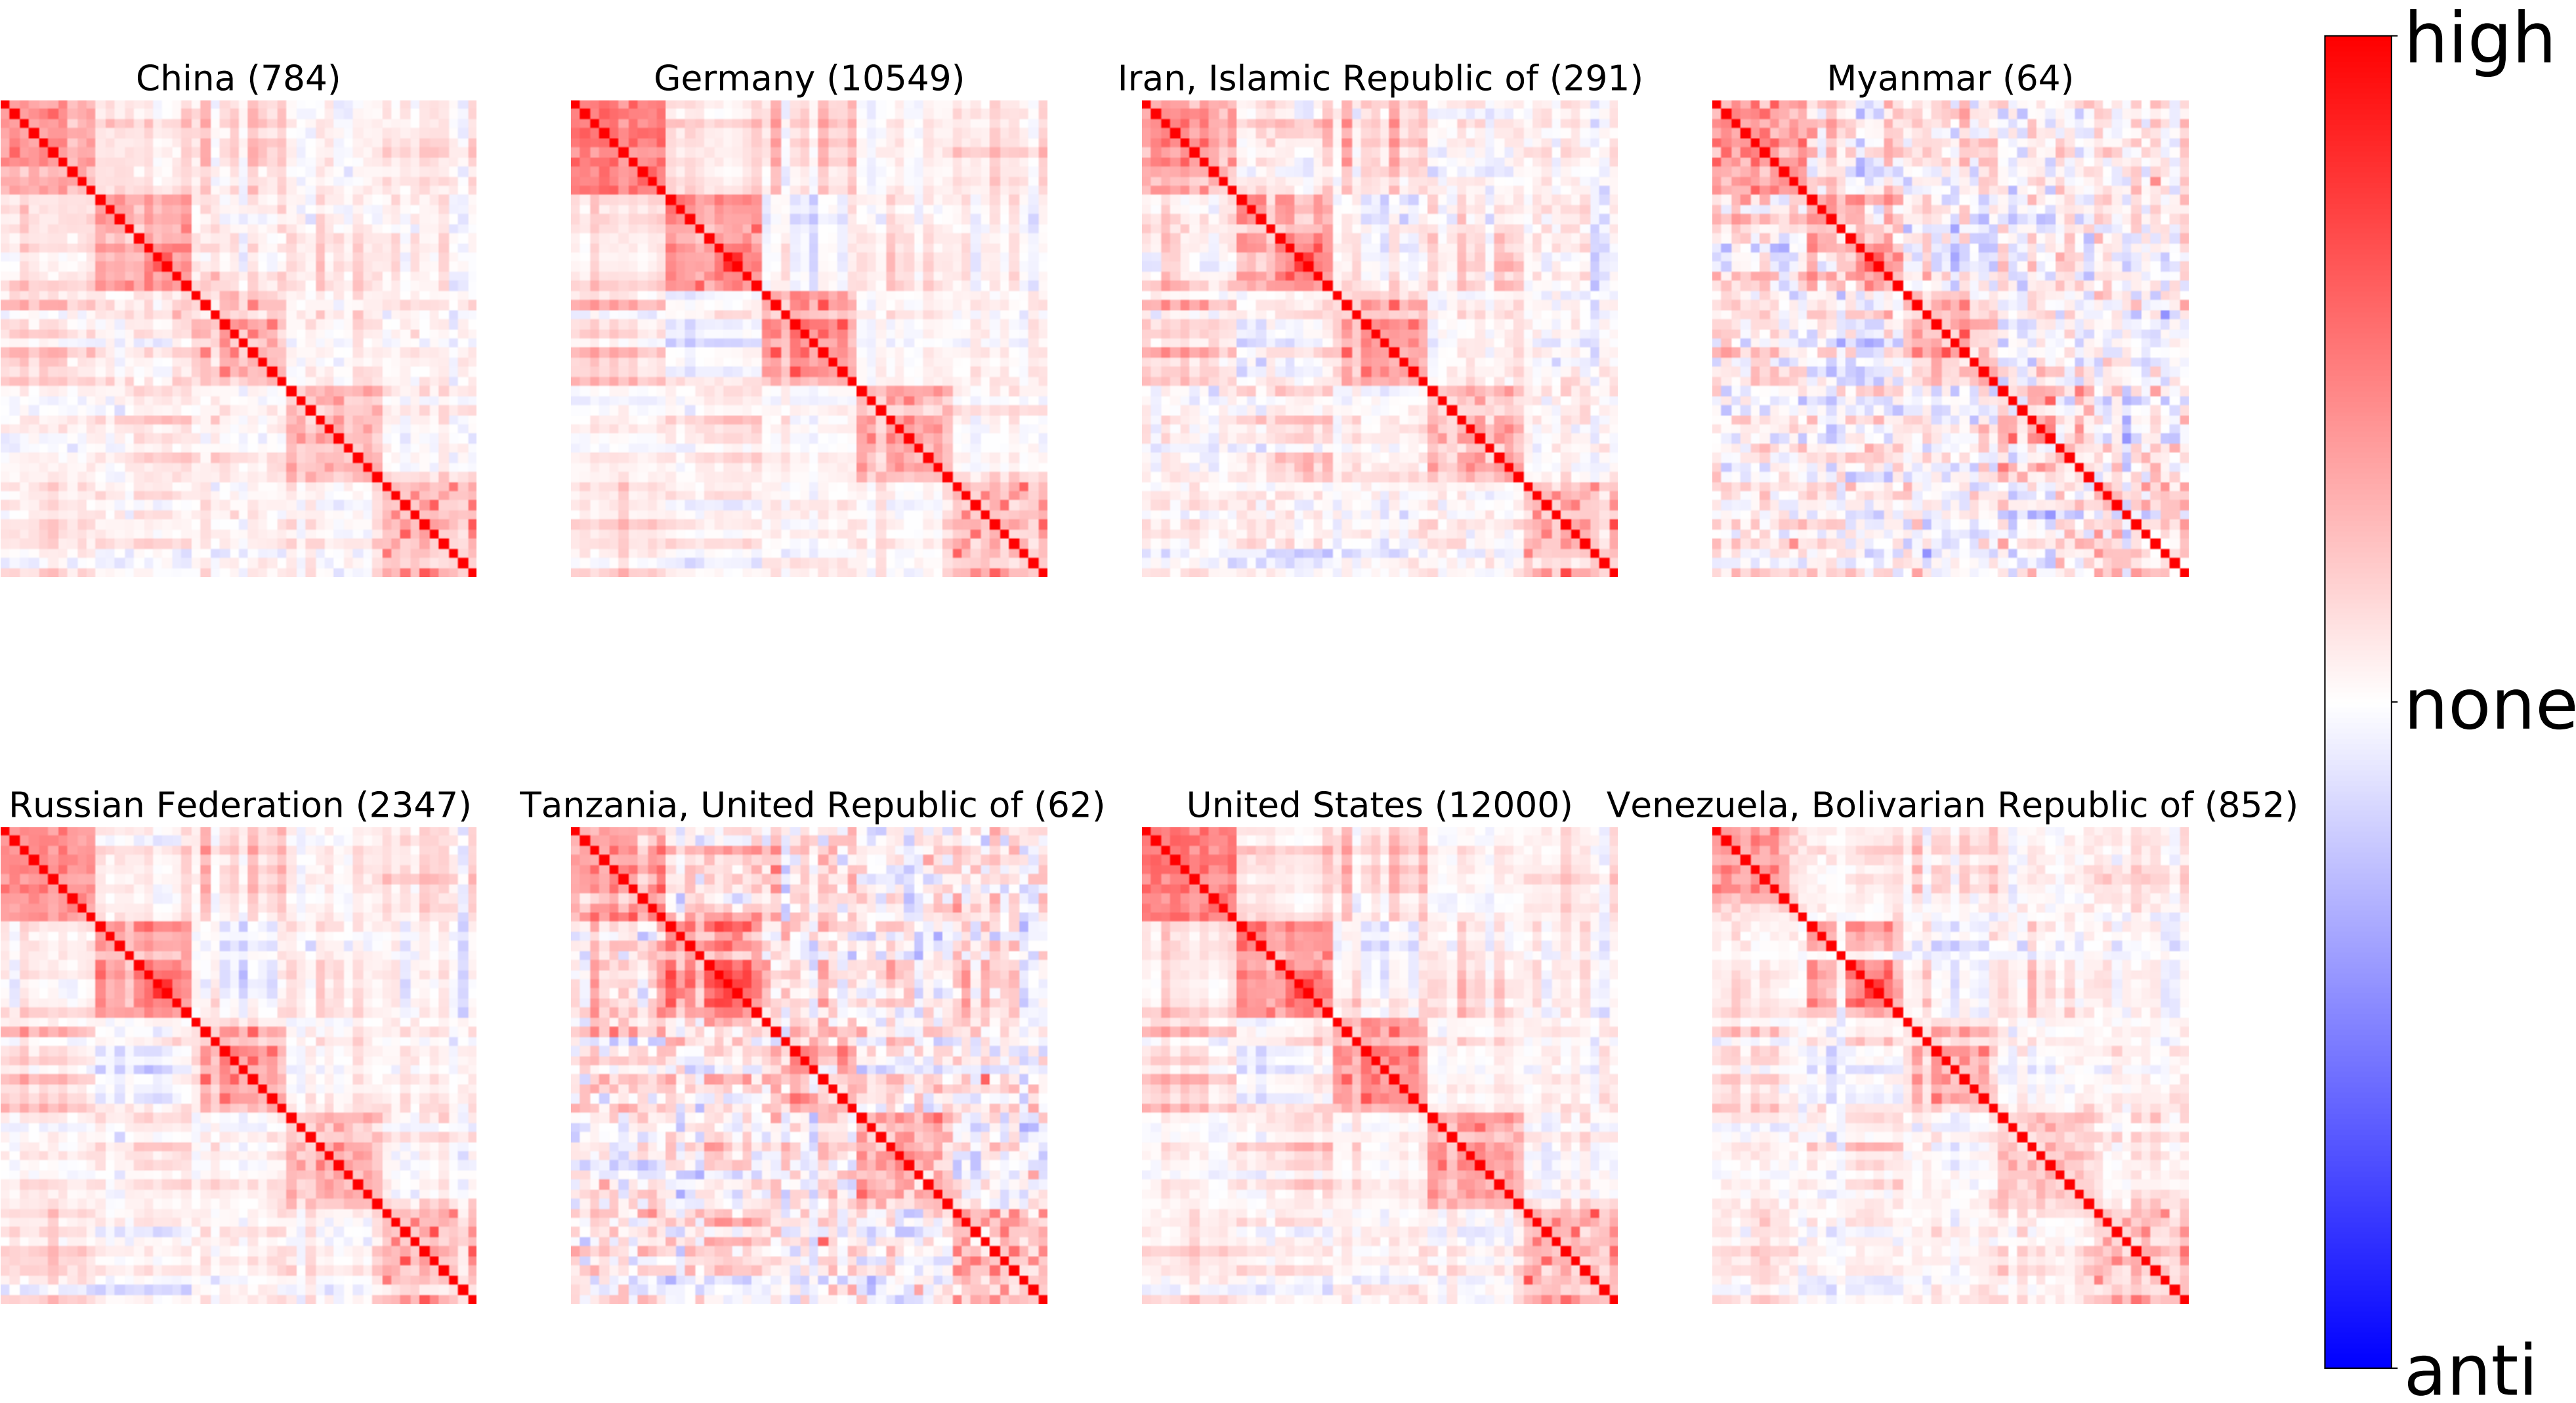 China (784)
Germany (10549)
Iran, Islamic Republic of (291)
Myanmar (64)
Russian Federation (2347)
Tanzania, United Republic of (62)
United States (12000)
Venezuela, Bolivarian Republic of (852)
high
none
anti